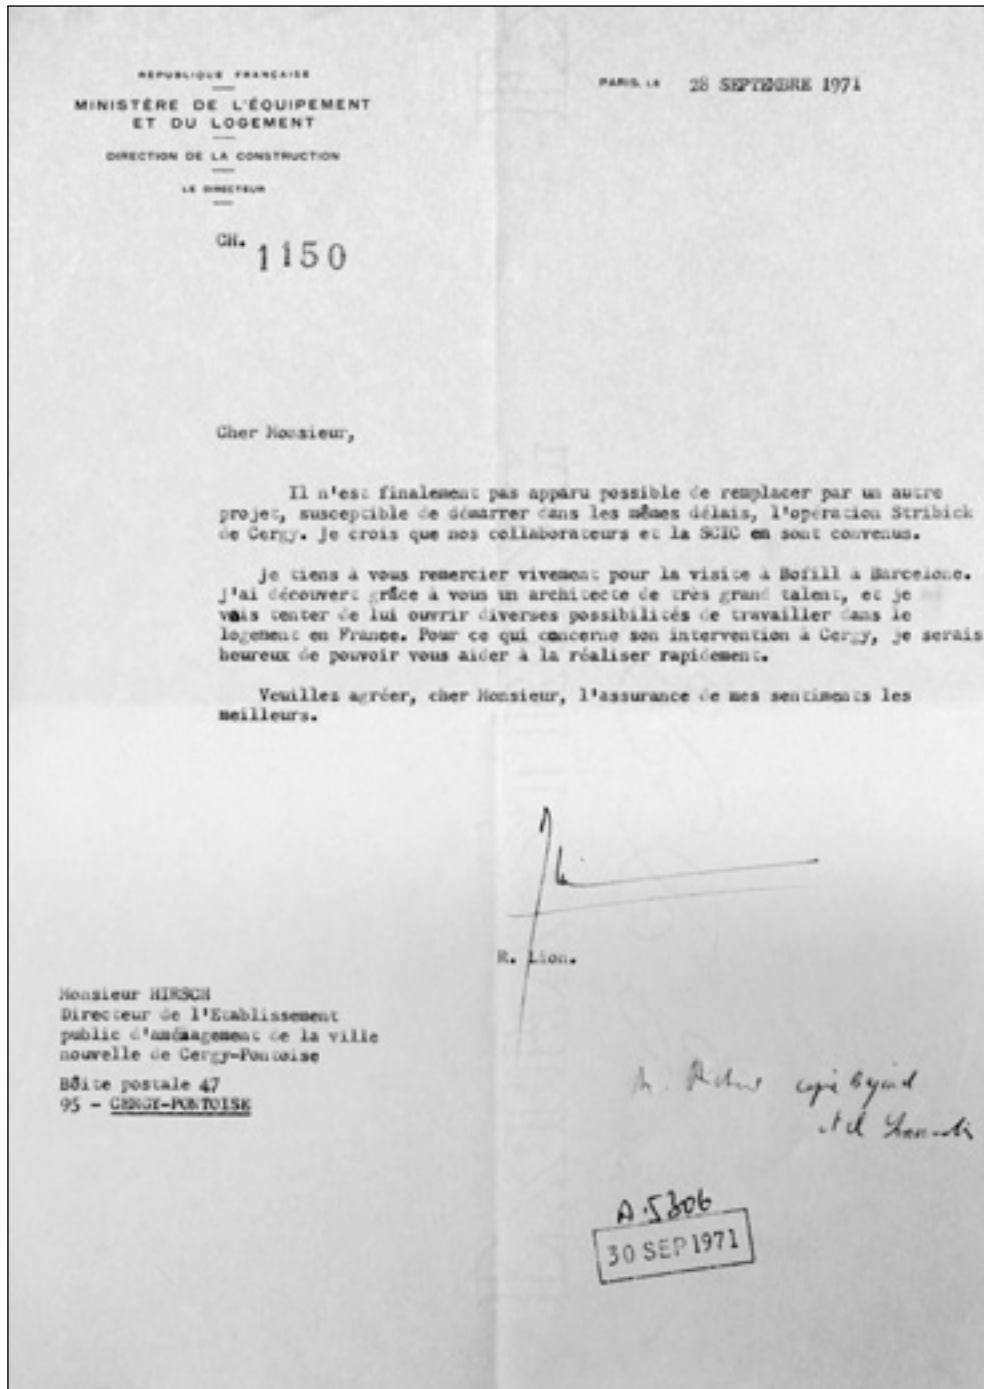 RÉPUBLIQUE FRANÇAISE
MINISTÈRE DE L'ÉQUIPEMENT
ET DU LOGEMENT
DIRECTION DE LA CONSTRUCTION
LE DIRECTEUR
CH. 1150
PARIS, LE 28 SEPTEMBRE 1971
Cher Monsieur,
Il n'est finalement pas apparu possible de remplacer par un autre
projet, susceptible de démarrer dans les mêmes délais, l'opération Stribick
de Cergy. je crois que nos collaborateurs et la SCIC en sont convenus.
je tiens à vous remercier vivement pour la visite à Bofill à Barcelone.
j'ai découvert grâce à vous un architecte de très grand talent, et je
vais tenter de lui ouvrir diverses possibilités de travailler dans le
logement en France. Pour ce qui concerne son intervention à Cergy, je serais
heureux de pouvoir vous aider à la réaliser rapidement.
Veuillez agréer, cher Monsieur, l'assurance de mes sentiments les
meilleurs.
R. Lion.
Monsieur HIRSCH
Directeur de l'Etablissement
public d'aménagement de la ville
nouvelle de Cergy-Pontoise
Bôite postale 47
95 - CERGY-PONTOISE
M. copie
A.5306
30 SEP 1971